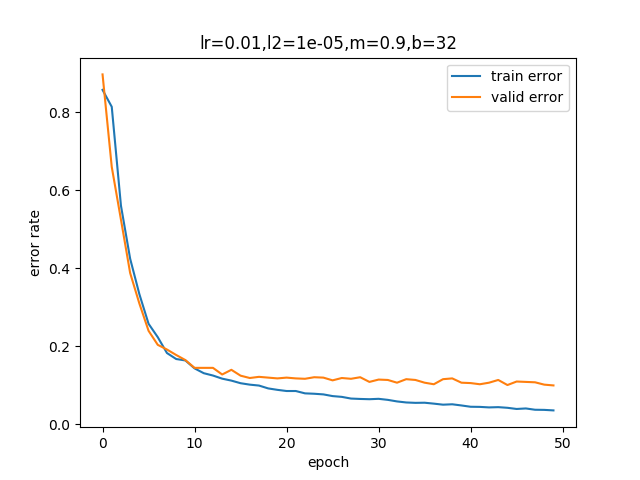 lr=0.01,l2=1e-05,m=0.9,b=32
train error
valid error
error rate
0.8
0.6
0.4
0.2
0.0
0 10 20 30 40 50
epoch